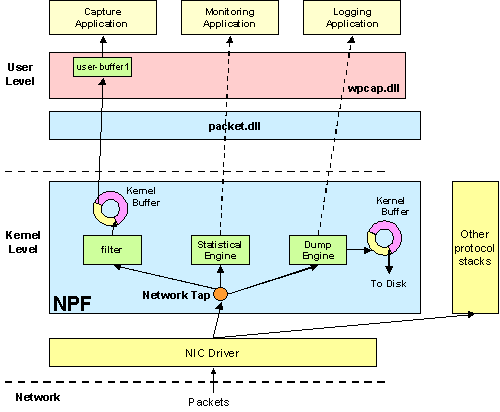 Capture
Application
Monitoring
Application
Logging
Application
User
Level
user-buffer1
wpcap.dll
packet.dll
Kernel
Buffer
Kernel
Buffer
Kernel
Level
filter
Statistical
Engine
Dump
Engine
Other
protocol
stacks
To Disk
Network Tap
NPF
NIC Driver
Network
Packets